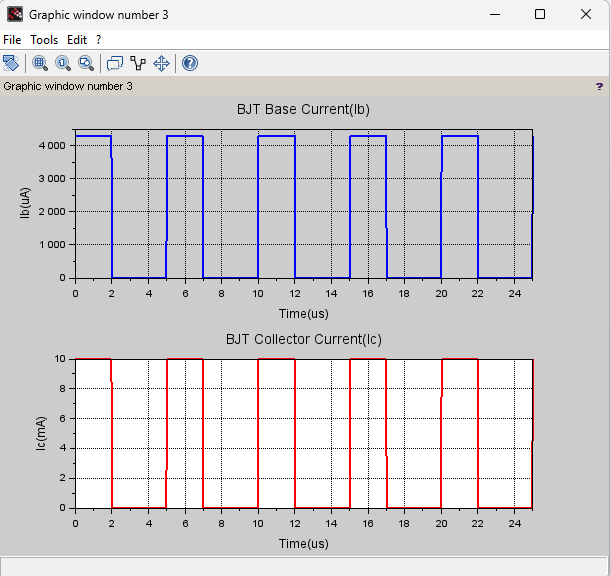 Graphic window number 3
File Tools Edit ?
Graphic window number 3 ?
BJT Base Current(Ib)
4 000
3 000
2 000
1 000
0
Ib(uA)
0 2 4 6 8 10 12 14 16 18 20 22 24
Time(us)
BJT Collector Current(Ic)
10
8
6
4
2
0
Ic(mA)
0 2 4 6 8 10 12 14 16 18 20 22 24
Time(us)